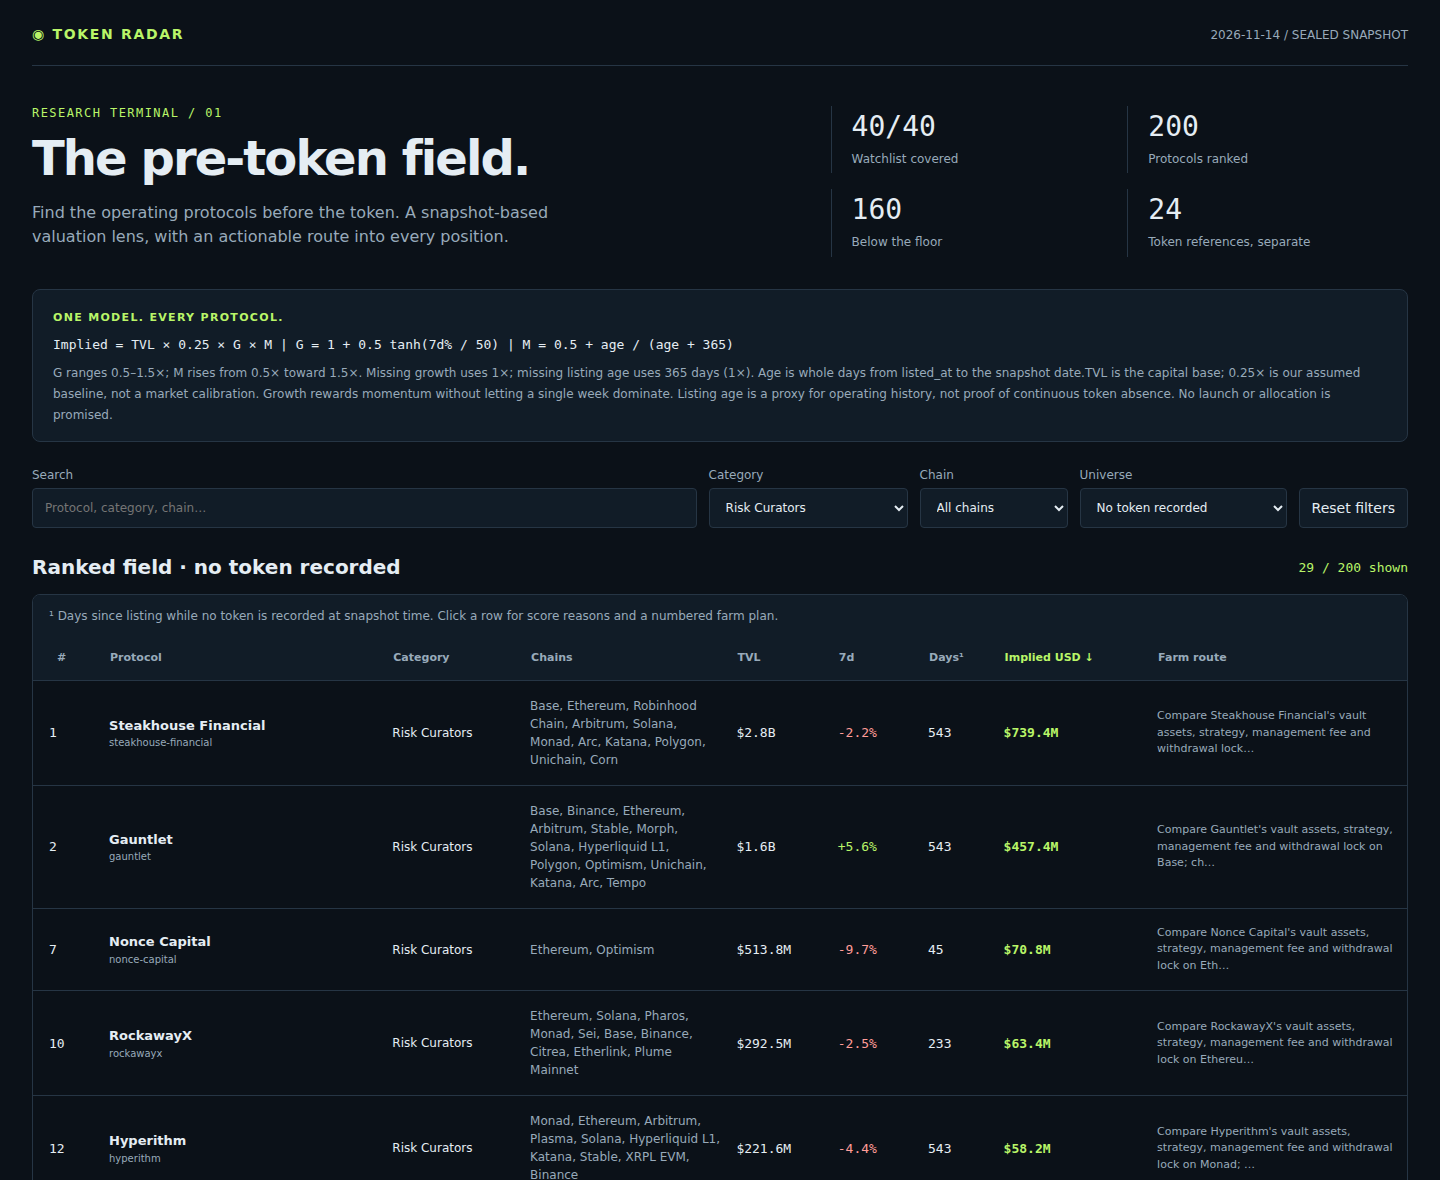 ◉ TOKEN RADAR
2026-11-14 / SEALED SNAPSHOT
RESEARCH TERMINAL / 01
The pre-token field.
Find the operating protocols before the token. A snapshot-based
valuation lens, with an actionable route into every position.
40/40
Watchlist covered
200
Protocols ranked
160
Below the floor
24
Token references, separate
ONE MODEL. EVERY PROTOCOL.
Implied = TVL × 0.25 × G × M | G = 1 + 0.5 tanh(7d% / 50) | M = 0.5 + age / (age + 365)
G ranges 0.5–1.5×; M rises from 0.5× toward 1.5×. Missing growth uses 1×; missing listing age uses 365 days (1×). Age is whole days from listed_at to the snapshot date.TVL is the capital base; 0.25× is our assumed
baseline, not a market calibration. Growth rewards momentum without letting a single week dominate. Listing age is a proxy for operating history, not proof of continuous token absence. No launch or allocation is
promised.
Search
Category
Chain
Universe
Protocol, category, chain…
Risk Curators
All chains
No token recorded
Reset filters
Ranked field · no token recorded
29 / 200 shown
¹ Days since listing while no token is recorded at snapshot time. Click a row for score reasons and a numbered farm plan.
# Protocol Category Chains TVL 7d Days¹ Implied USD ↓ Farm route
1
Steakhouse Financial
steakhouse-financial
Risk Curators
Base, Ethereum, Robinhood
Chain, Arbitrum, Solana,
Monad, Arc, Katana, Polygon,
Unichain, Corn
$2.8B
-2.2%
543
$739.4M
Compare Steakhouse Financial's vault
assets, strategy, management fee and
withdrawal lock…
2
Gauntlet
gauntlet
Risk Curators
Base, Binance, Ethereum,
Arbitrum, Stable, Morph,
Solana, Hyperliquid L1,
Polygon, Optimism, Unichain,
Katana, Arc, Tempo
$1.6B
+5.6%
543
$457.4M
Compare Gauntlet's vault assets, strategy,
management fee and withdrawal lock on
Base; ch…
7
Nonce Capital
nonce-capital
Risk Curators
Ethereum, Optimism
$513.8M
-9.7%
45
$70.8M
Compare Nonce Capital's vault assets,
strategy, management fee and withdrawal
lock on Eth…
10
RockawayX
rockawayx
Risk Curators
Ethereum, Solana, Pharos,
Monad, Sei, Base, Binance,
Citrea, Etherlink, Plume
Mainnet
$292.5M
-2.5%
233
$63.4M
Compare RockawayX's vault assets,
strategy, management fee and withdrawal
lock on Ethereu…
12
Hyperithm
hyperithm
Risk Curators
Monad, Ethereum, Arbitrum,
Plasma, Solana, Hyperliquid L1,
Katana, Stable, XRPL EVM,
Binance
$221.6M
-4.4%
543
$58.2M
Compare Hyperithm's vault assets,
strategy, management fee and withdrawal
lock on Monad; …